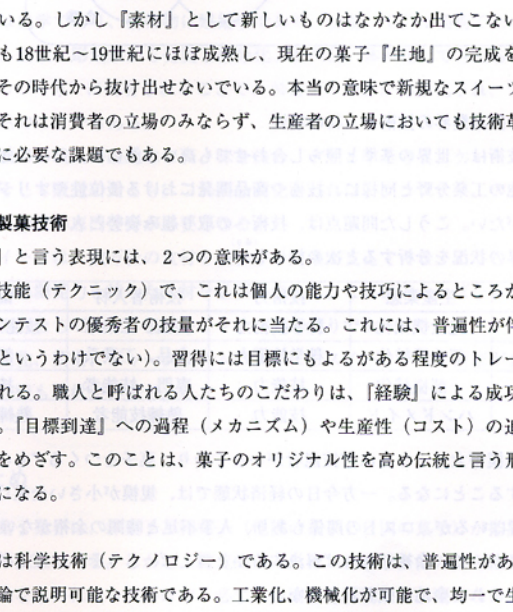 いる。しかし『素材』として新しいものはなかなか出てこない
も18世紀～19世紀にほぼ成熟し、現在の菓子『生地』の完成を
その時代から抜け出せないでいる。本当の意味で新規なスイーツ
それは消費者の立場のみならず、生産者の立場においても技術革
に必要な課題でもある。
製菓技術
」と言う表現には、２つの意味がある。
技能（テクニック）で、これは個人の能力や技巧によるところが
ンテストの優秀者の技量がそれに当たる。これには、普遍性が伴
というわけでない）。習得には目標にもよるがある程度のトレー
れる。職人と呼ばれる人たちのこだわりは、『経験』による成功
。『目標到達』への過程（メカニズム）や生産性（コスト）の追
をめざす。このことは、菓子のオリジナル性を高め伝統と言う形
になる。
は科学技術（テクノロジー）である。この技術は、普遍性があ
論で説明可能な技術である。工業化、機械化が可能で、均一で生